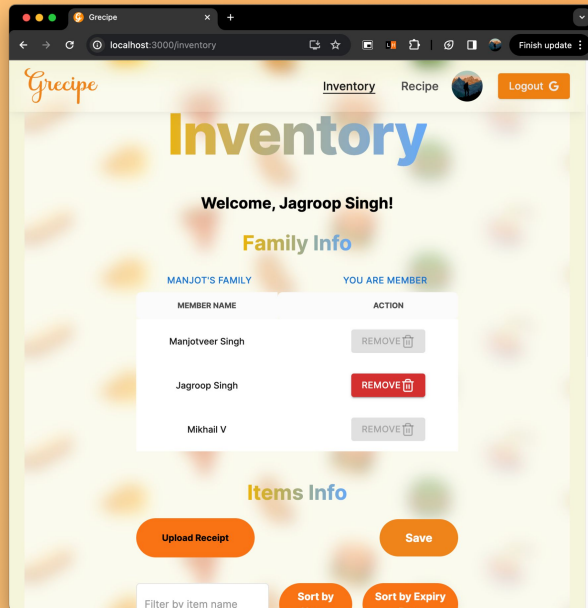 Grecipe
localhost:3000/inventory
Finish update
Grecipe
Inventory
Recipe
Logout G
Inventory
Welcome, Jagroop Singh!
Family Info
MANJOT'S FAMILY
YOU ARE MEMBER
MEMBER NAME
ACTION
Manjotveer Singh
REMOVE
Jagroop Singh
REMOVE
Mikhail V
REMOVE
Items Info
Upload Receipt
Save
Filter by item name
Sort by
Sort by Expiry